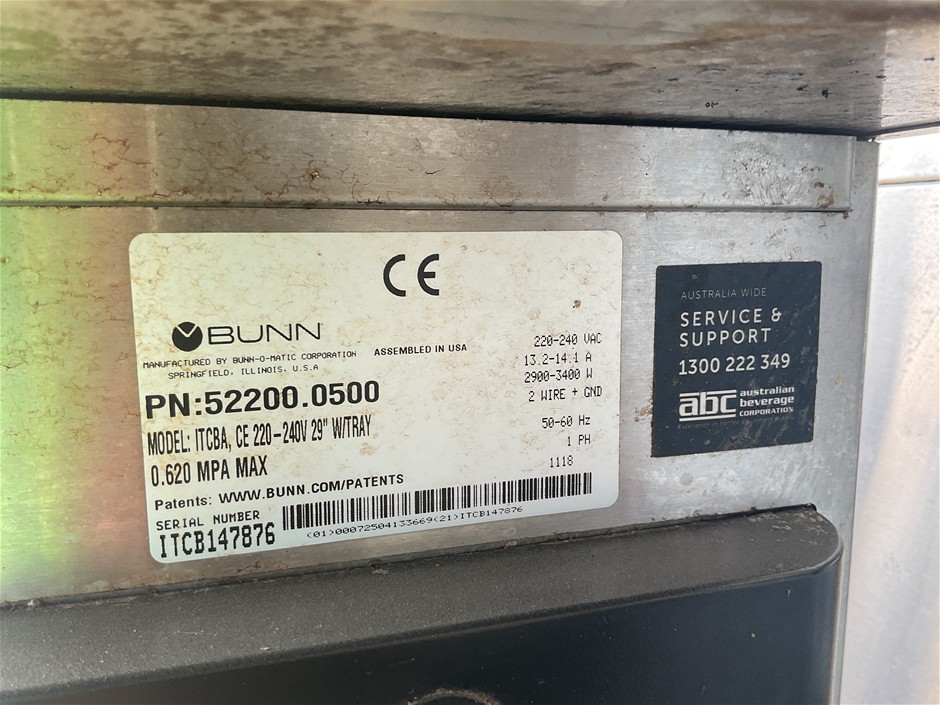 CE
BUNN
MANUFACTURED BY BUNN-O-MATIC CORPORATION
SPRINGFIELD, ILLINOIS, U.S.A
ASSEMBLED IN USA
220-240 VAC
13.2-14.1 A
2900-3400 W
2 WIRE + GND
50-60 Hz
1 PH
1118
PN:52200.0500
MODEL: ITCBA, CE 220-240V 29" W/TRAY
0.620 MPA MAX
Patents: WWW.BUNN.COM/PATENTS
SERIAL NUMBER
ITCB147876
(01)00072504133669(21)ITCB147876
AUSTRALIA WIDE
SERVICE &
SUPPORT
1300 222 349
abc australian
beverage
CORPORATION